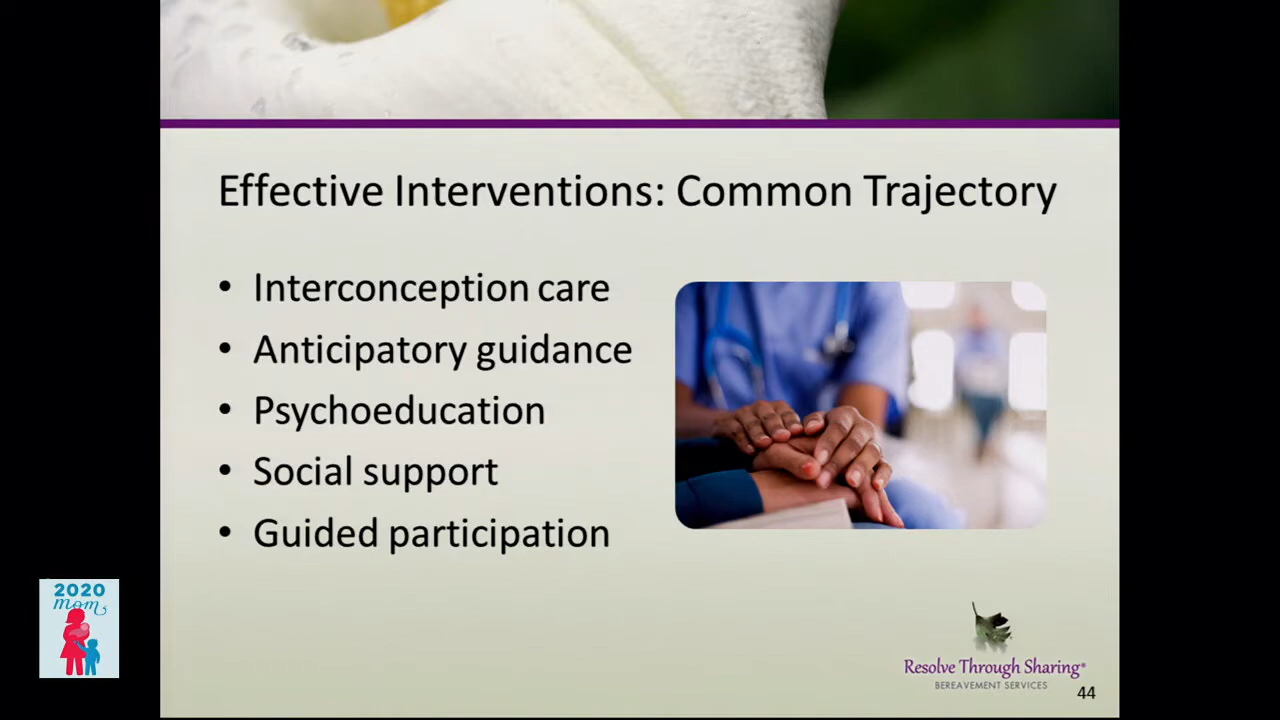 Effective Interventions: Common Trajectory
• Interconception care
• Anticipatory guidance
• Psychoeducation
• Social support
• Guided participation
2020
mom
Resolve Through Sharing®
BEREAVEMENT SERVICES
44